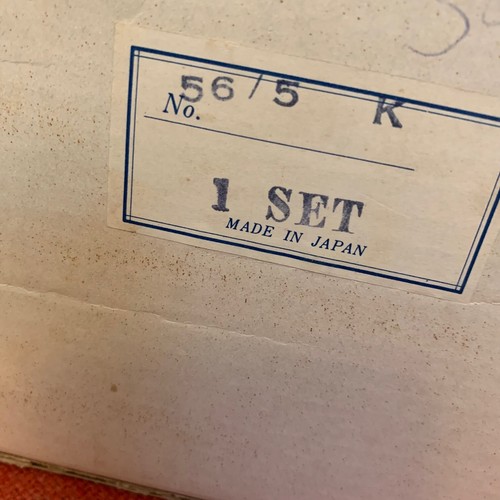 No. 56/5 K
1 SET
MADE IN JAPAN